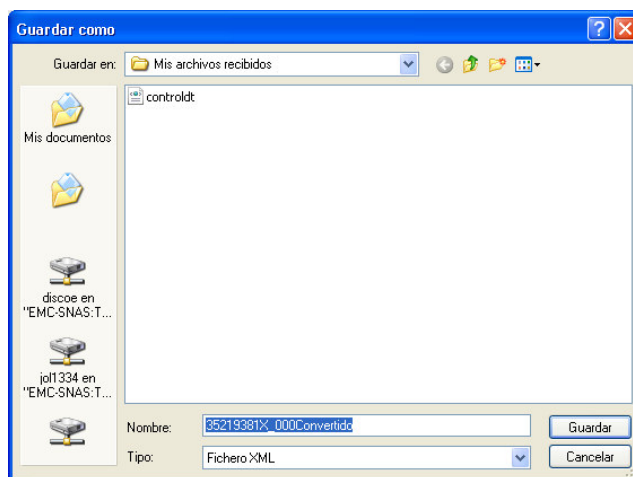 Guardar como
Guardar en:
Mis archivos recibidos
controldt
Mis documentos
discoe en
"EMC-SNAS:T...
jol1334 en
"EMC-SNAS:T...
Nombre:
35219381X_000Convertido
Guardar
Tipo:
Fichero XML
Cancelar